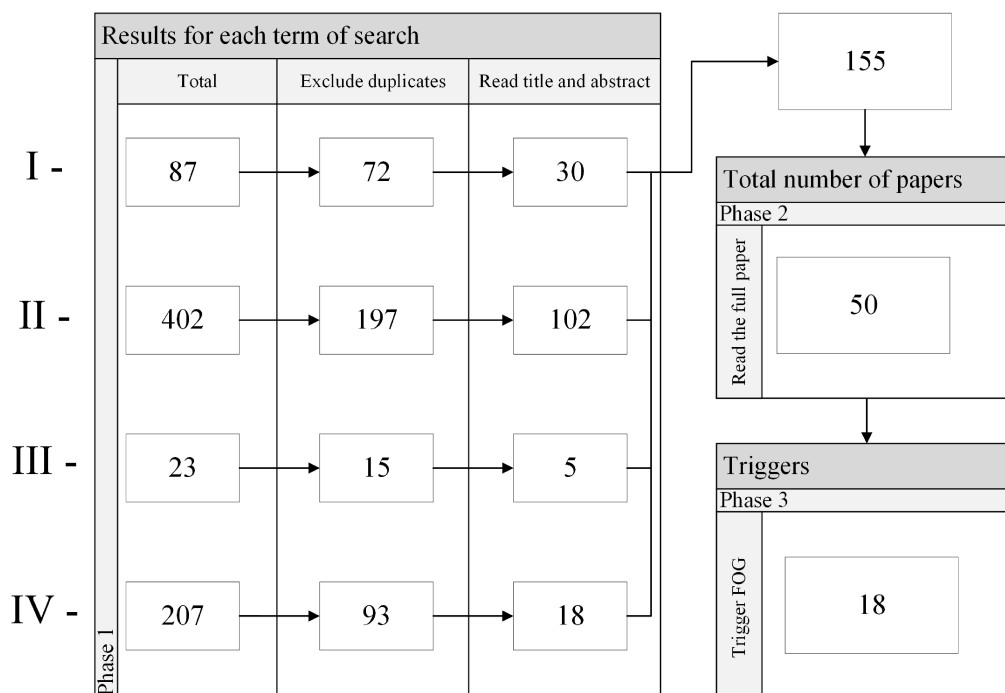 Results for each term of search
Phase 1
Total
Exclude duplicates
Read title and abstract
I -
87
72
30
II -
402
197
102
III -
23
15
5
IV -
207
93
18
155
Total number of papers
Phase 2
Read the full paper
50
Triggers
Phase 3
Trigger FOG
18